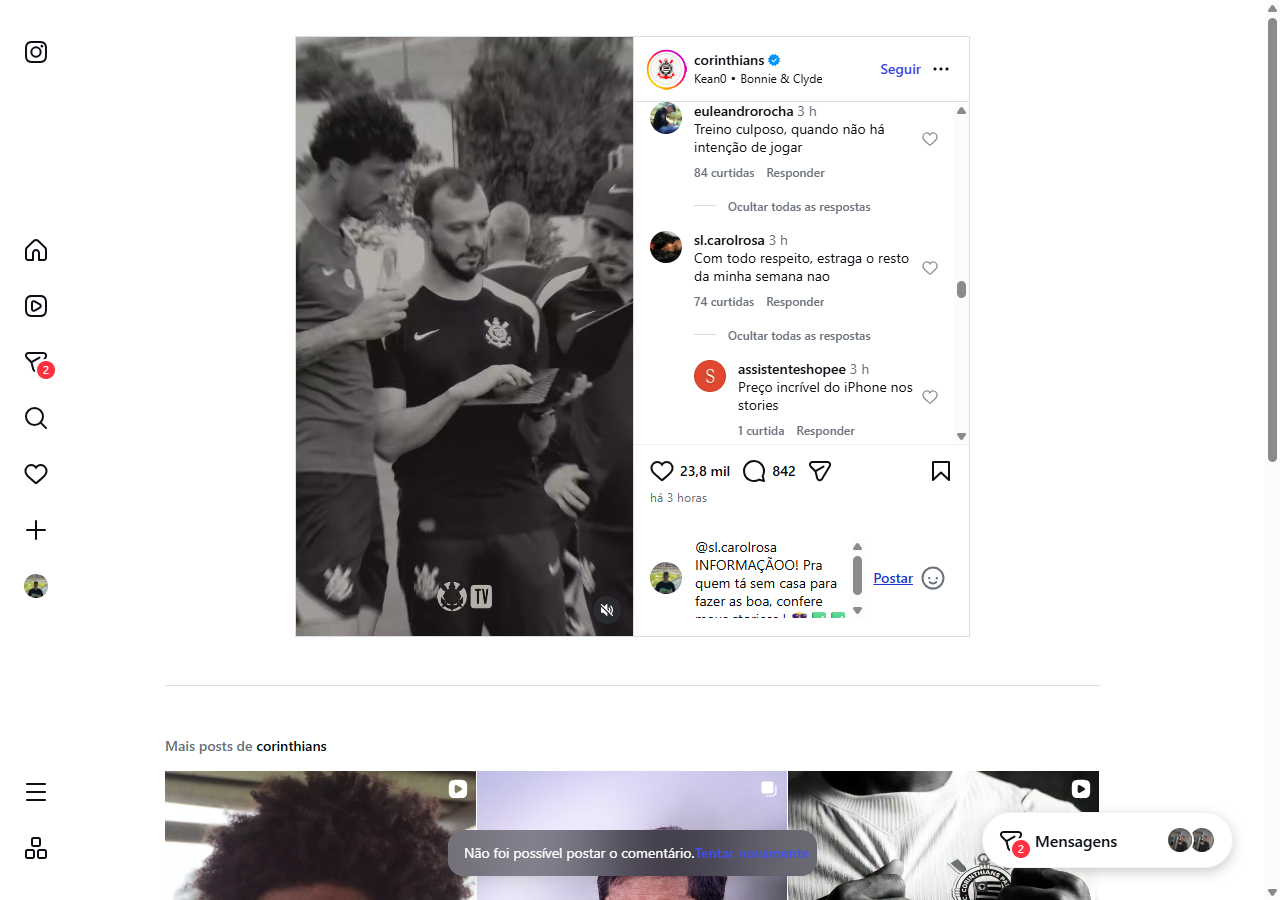 corinthians
Kean0 • Bonnie & Clyde
Seguir
euleandrorocha 3 h
Treino culposo, quando não há
intenção de jogar
84 curtidas Responder
Ocultar todas as respostas
sl.carolrosa 3 h
Com todo respeito, estraga o resto
da minha semana nao
74 curtidas Responder
Ocultar todas as respostas
S
assistenteshopee 3 h
Preço incrível do iPhone nos
stories
1 curtida Responder
23,8 mil
842
há 3 horas
@sl.carolrosa
INFORMAÇÃOO! Pra
quem tá sem casa para
fazer as boa, confere
Postar
TV
2
Mais posts de corinthians
Não foi possível postar o comentário. Tentar novamente
Mensagens
2